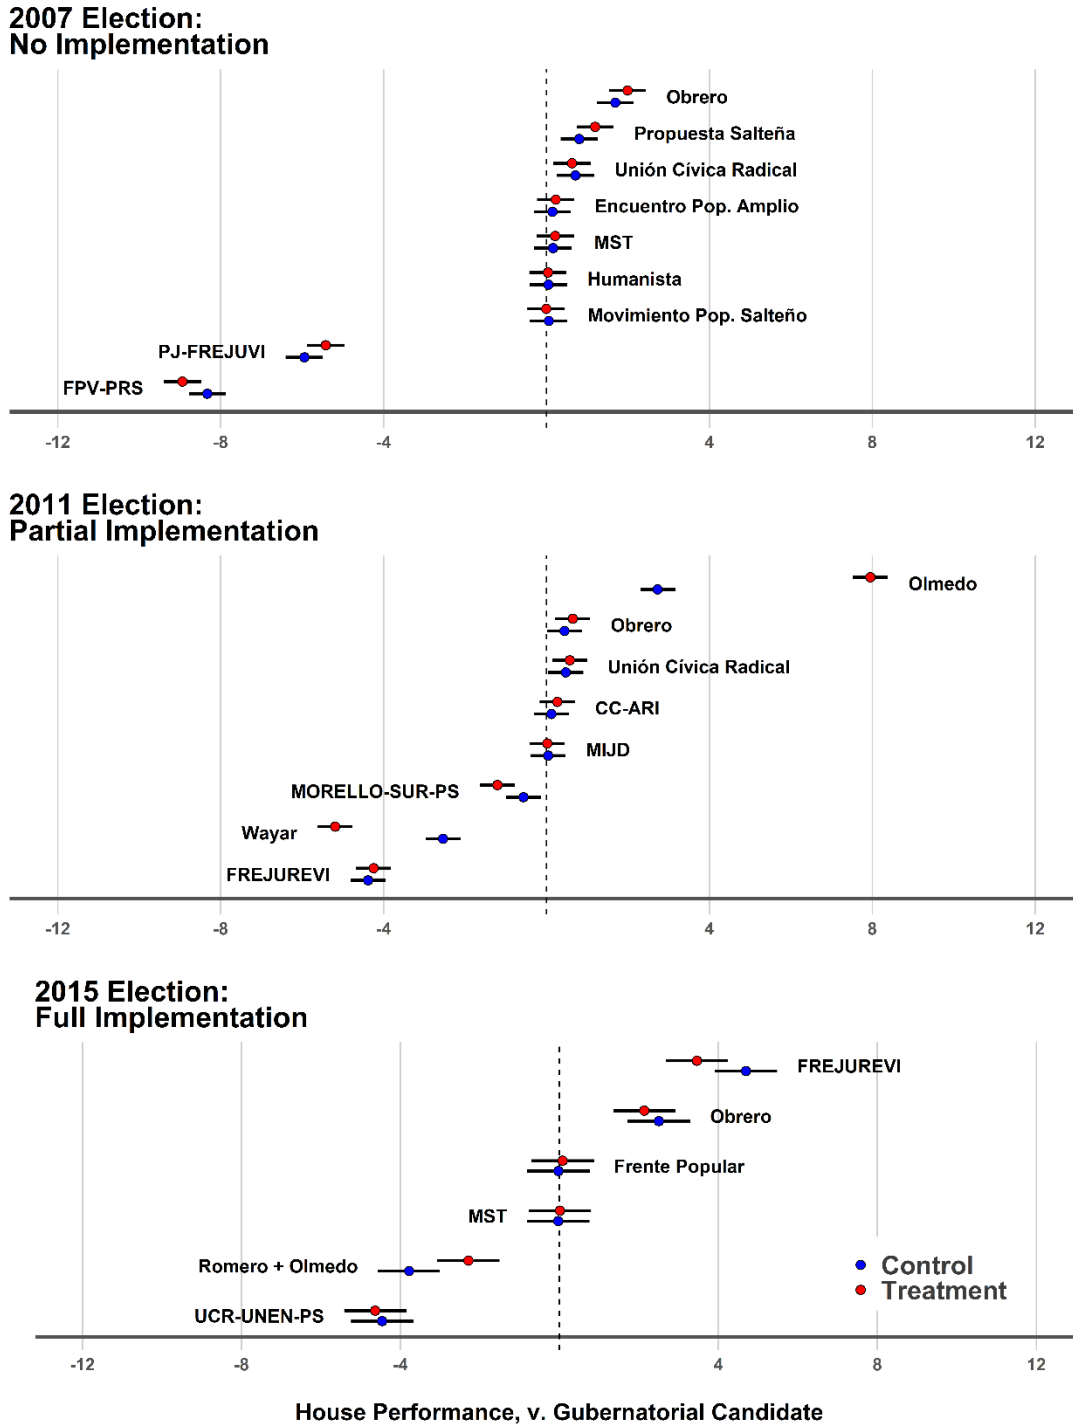 2007 Election:
No Implementation
Obrero
Propuesta Salteña
Unión Cívica Radical
Encuentro Pop. Amplio
MST
Humanista
Movimiento Pop. Salteño
PJ-FREJUVI
FPV-PRS
-12 -8 -4 4 8 12
2011 Election:
Partial Implementation
Olmedo
Obrero
Unión Cívica Radical
CC-ARI
MIJD
MORELLO-SUR-PS
Wayar
FREJUREVI
-12 -8 -4 4 8 12
2015 Election:
Full Implementation
FREJUREVI
Obrero
Frente Popular
MST
Romero + Olmedo
UCR-UNEN-PS
Control
Treatment
-12 -8 -4 4 8 12
House Performance, v. Gubernatorial Candidate